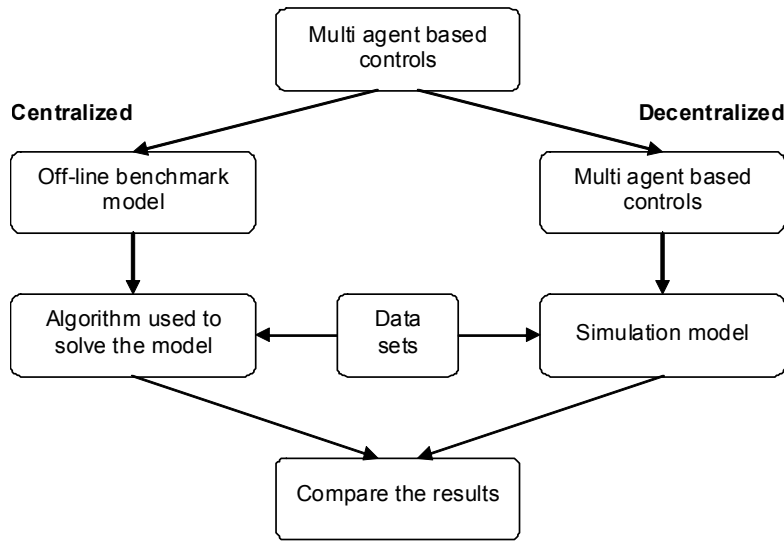 Multi agent based
controls
Centralized
Decentralized
Off-line benchmark
model
Multi agent based
controls
Algorithm used to
solve the model
Data
sets
Simulation model
Compare the results